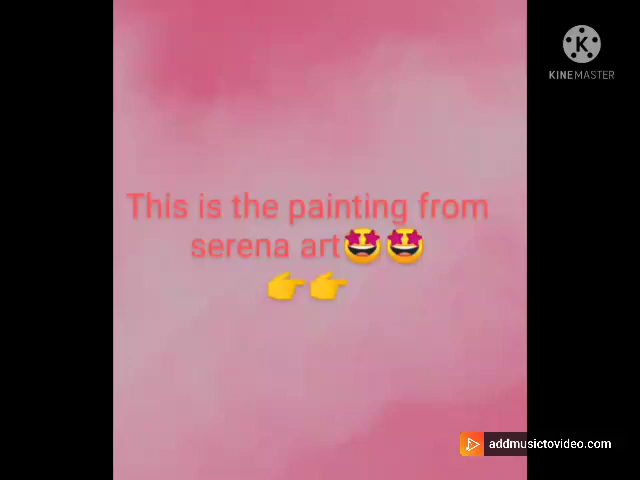 KINEMASTER
This is the painting from
serena art🤩🤩
👉👉
addmusictovideo.com